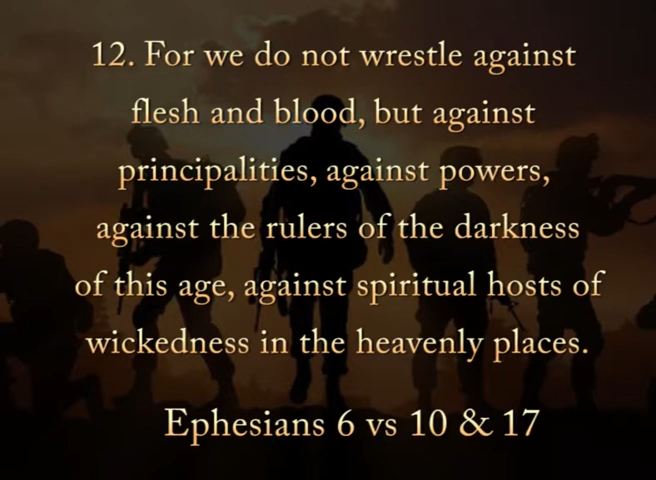 12. For we do not wrestle against
flesh and blood, but against
principalities, against powers,
against the rulers of the darkness
of this age, against spiritual hosts of
wickedness in the heavenly places.
Ephesians 6 vs 10 & 17